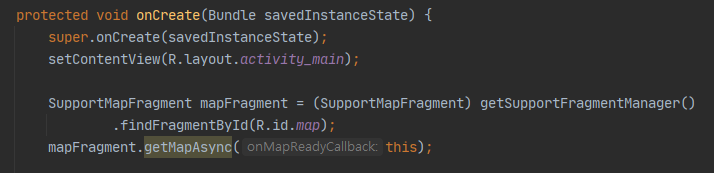 protected void onCreate(Bundle savedInstanceState) {
super.onCreate(savedInstanceState);
setContentView(R.layout.activity_main);
SupportMapFragment mapFragment = (SupportMapFragment) getSupportFragmentManager()
.findFragmentById(R.id.map);
mapFragment.getMapAsync( onMapReadyCallback: this);